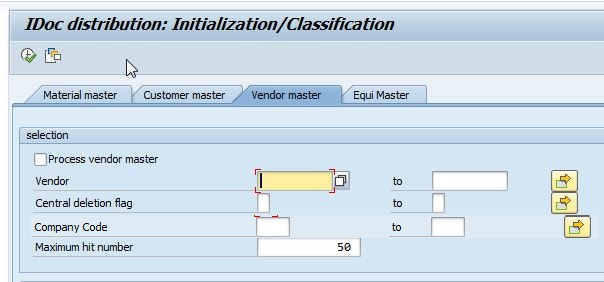 IDoc distribution: Initialization/Classification
Material master Customer master Vendor master Equi Master
selection
Process vendor master
Vendor to
Central deletion flag to
Company Code to
Maximum hit number 50